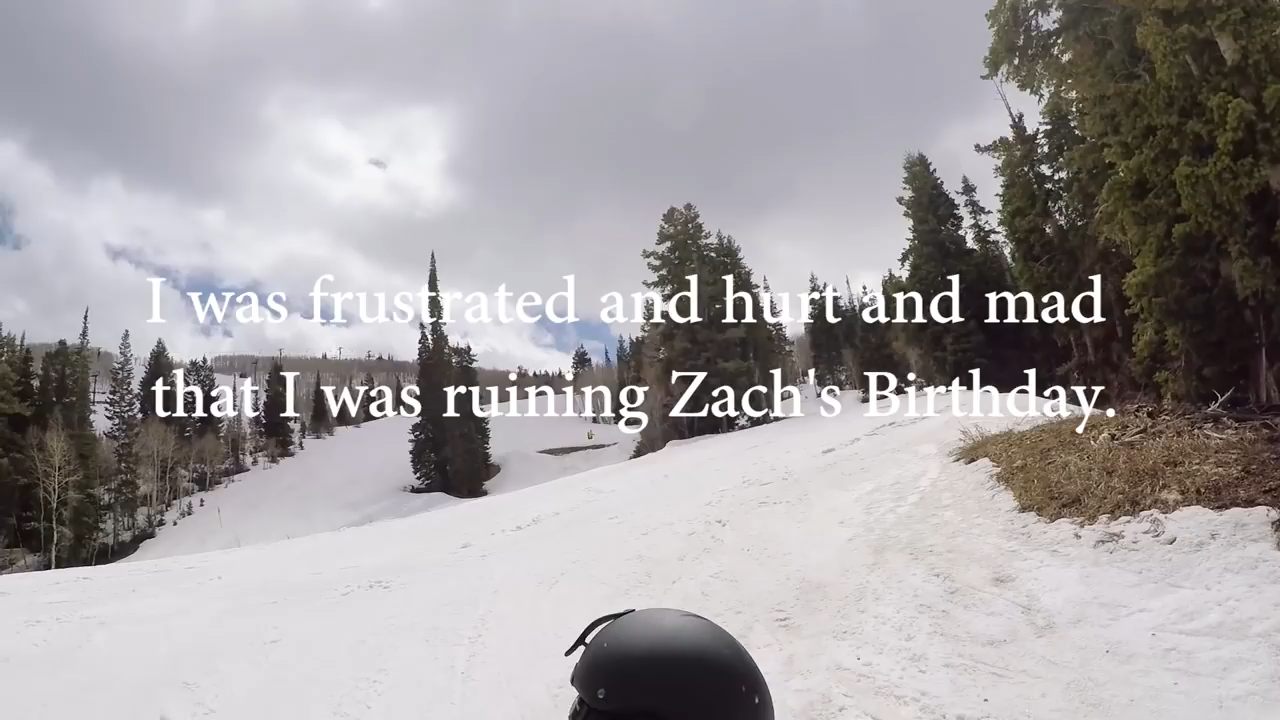 I was frustrated and hurt and mad
that I was ruining Zach's Birthday.